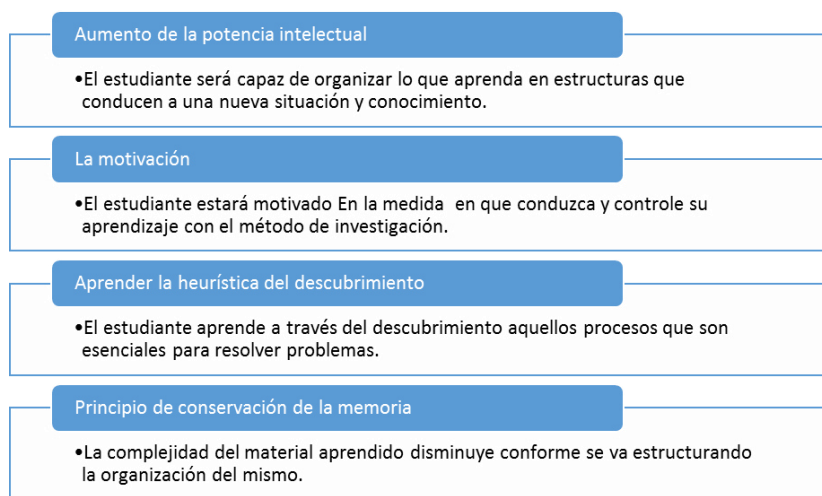 Aumento de la potencia intelectual
•El estudiante será capaz de organizar lo que aprenda en estructuras que
conducen a una nueva situación y conocimiento.
La motivación
•El estudiante estará motivado En la medida en que conduzca y controle su
aprendizaje con el método de investigación.
Aprender la heurística del descubrimiento
•El estudiante aprende a través del descubrimiento aquellos procesos que son
esenciales para resolver problemas.
Principio de conservación de la memoria
•La complejidad del material aprendido disminuye conforme se va estructurando
la organización del mismo.